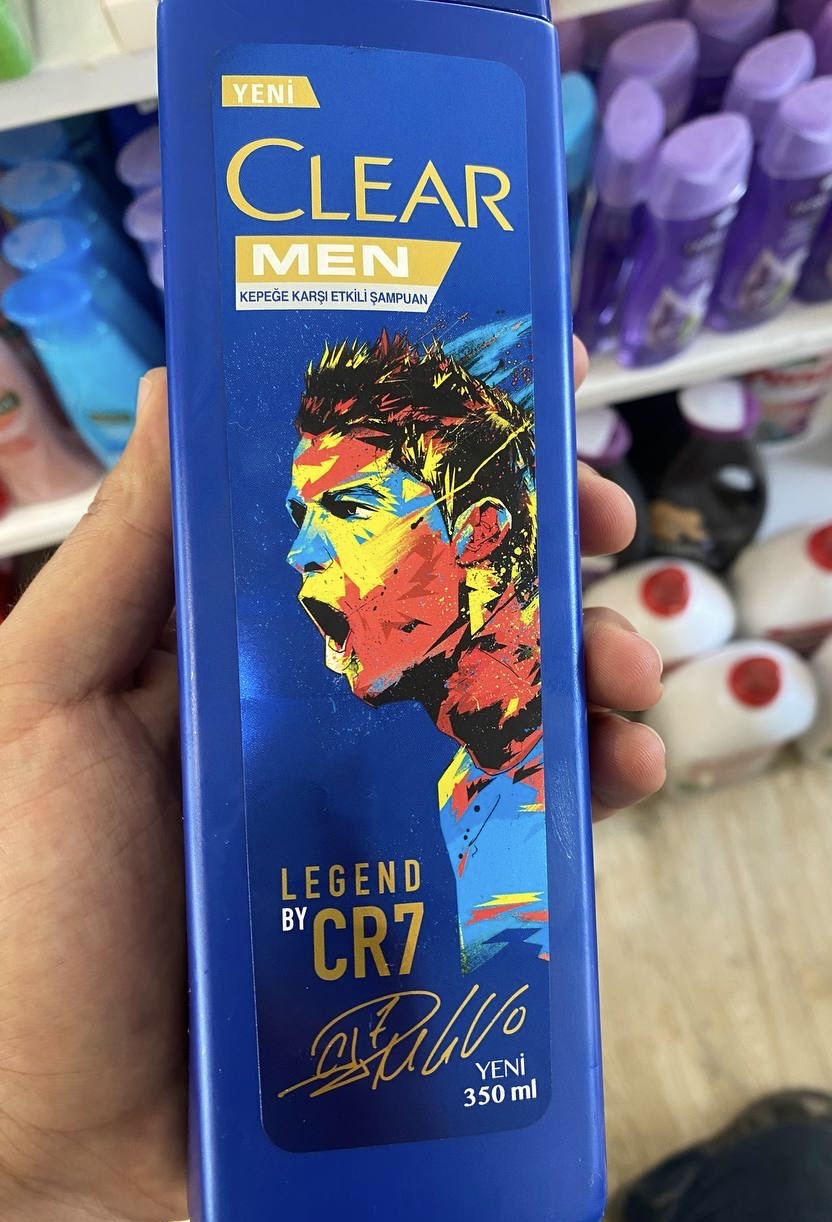 YENİ
CLEAR
MEN
KEPEĞE KARŞI ETKİLİ ŞAMPUAN
LEGEND
BY CR7
YENİ
350 ml